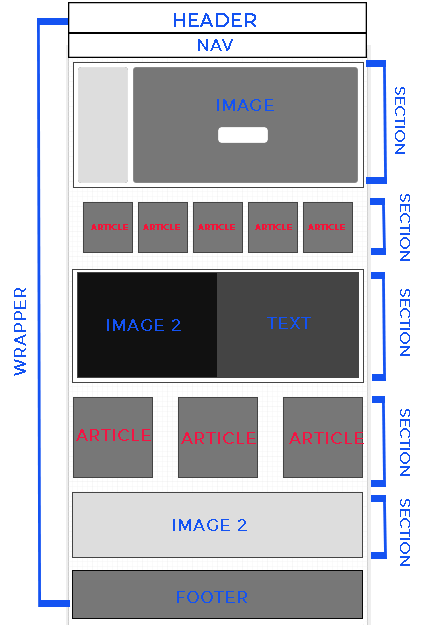 HEADER
NAV
IMAGE
SECTION
ARTICLE ARTICLE ARTICLE ARTICLE ARTICLE
SECTION
WRAPPER
IMAGE 2
TEXT
SECTION
ARTICLE
ARTICLE
ARTICLE
SECTION
IMAGE 2
SECTION
FOOTER